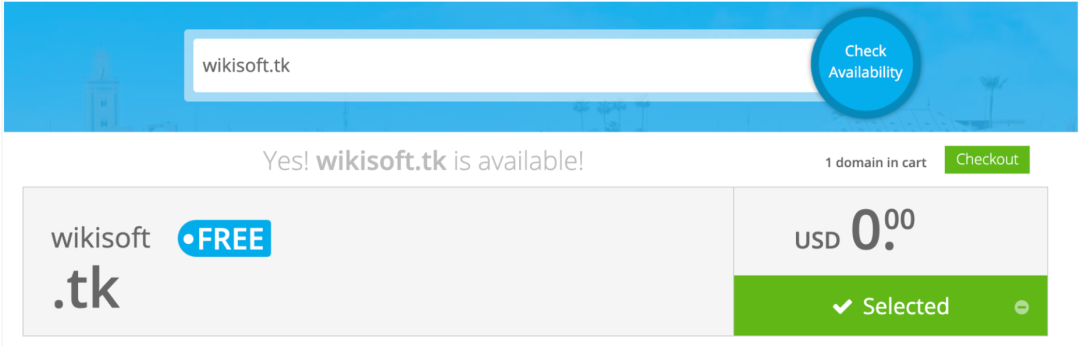 wikisoft.tk
Check
Availability
Yes! wikisoft.tk is available!
1 domain in cart
Checkout
wikisoft
FREE
.tk
USD 0.00
Selected